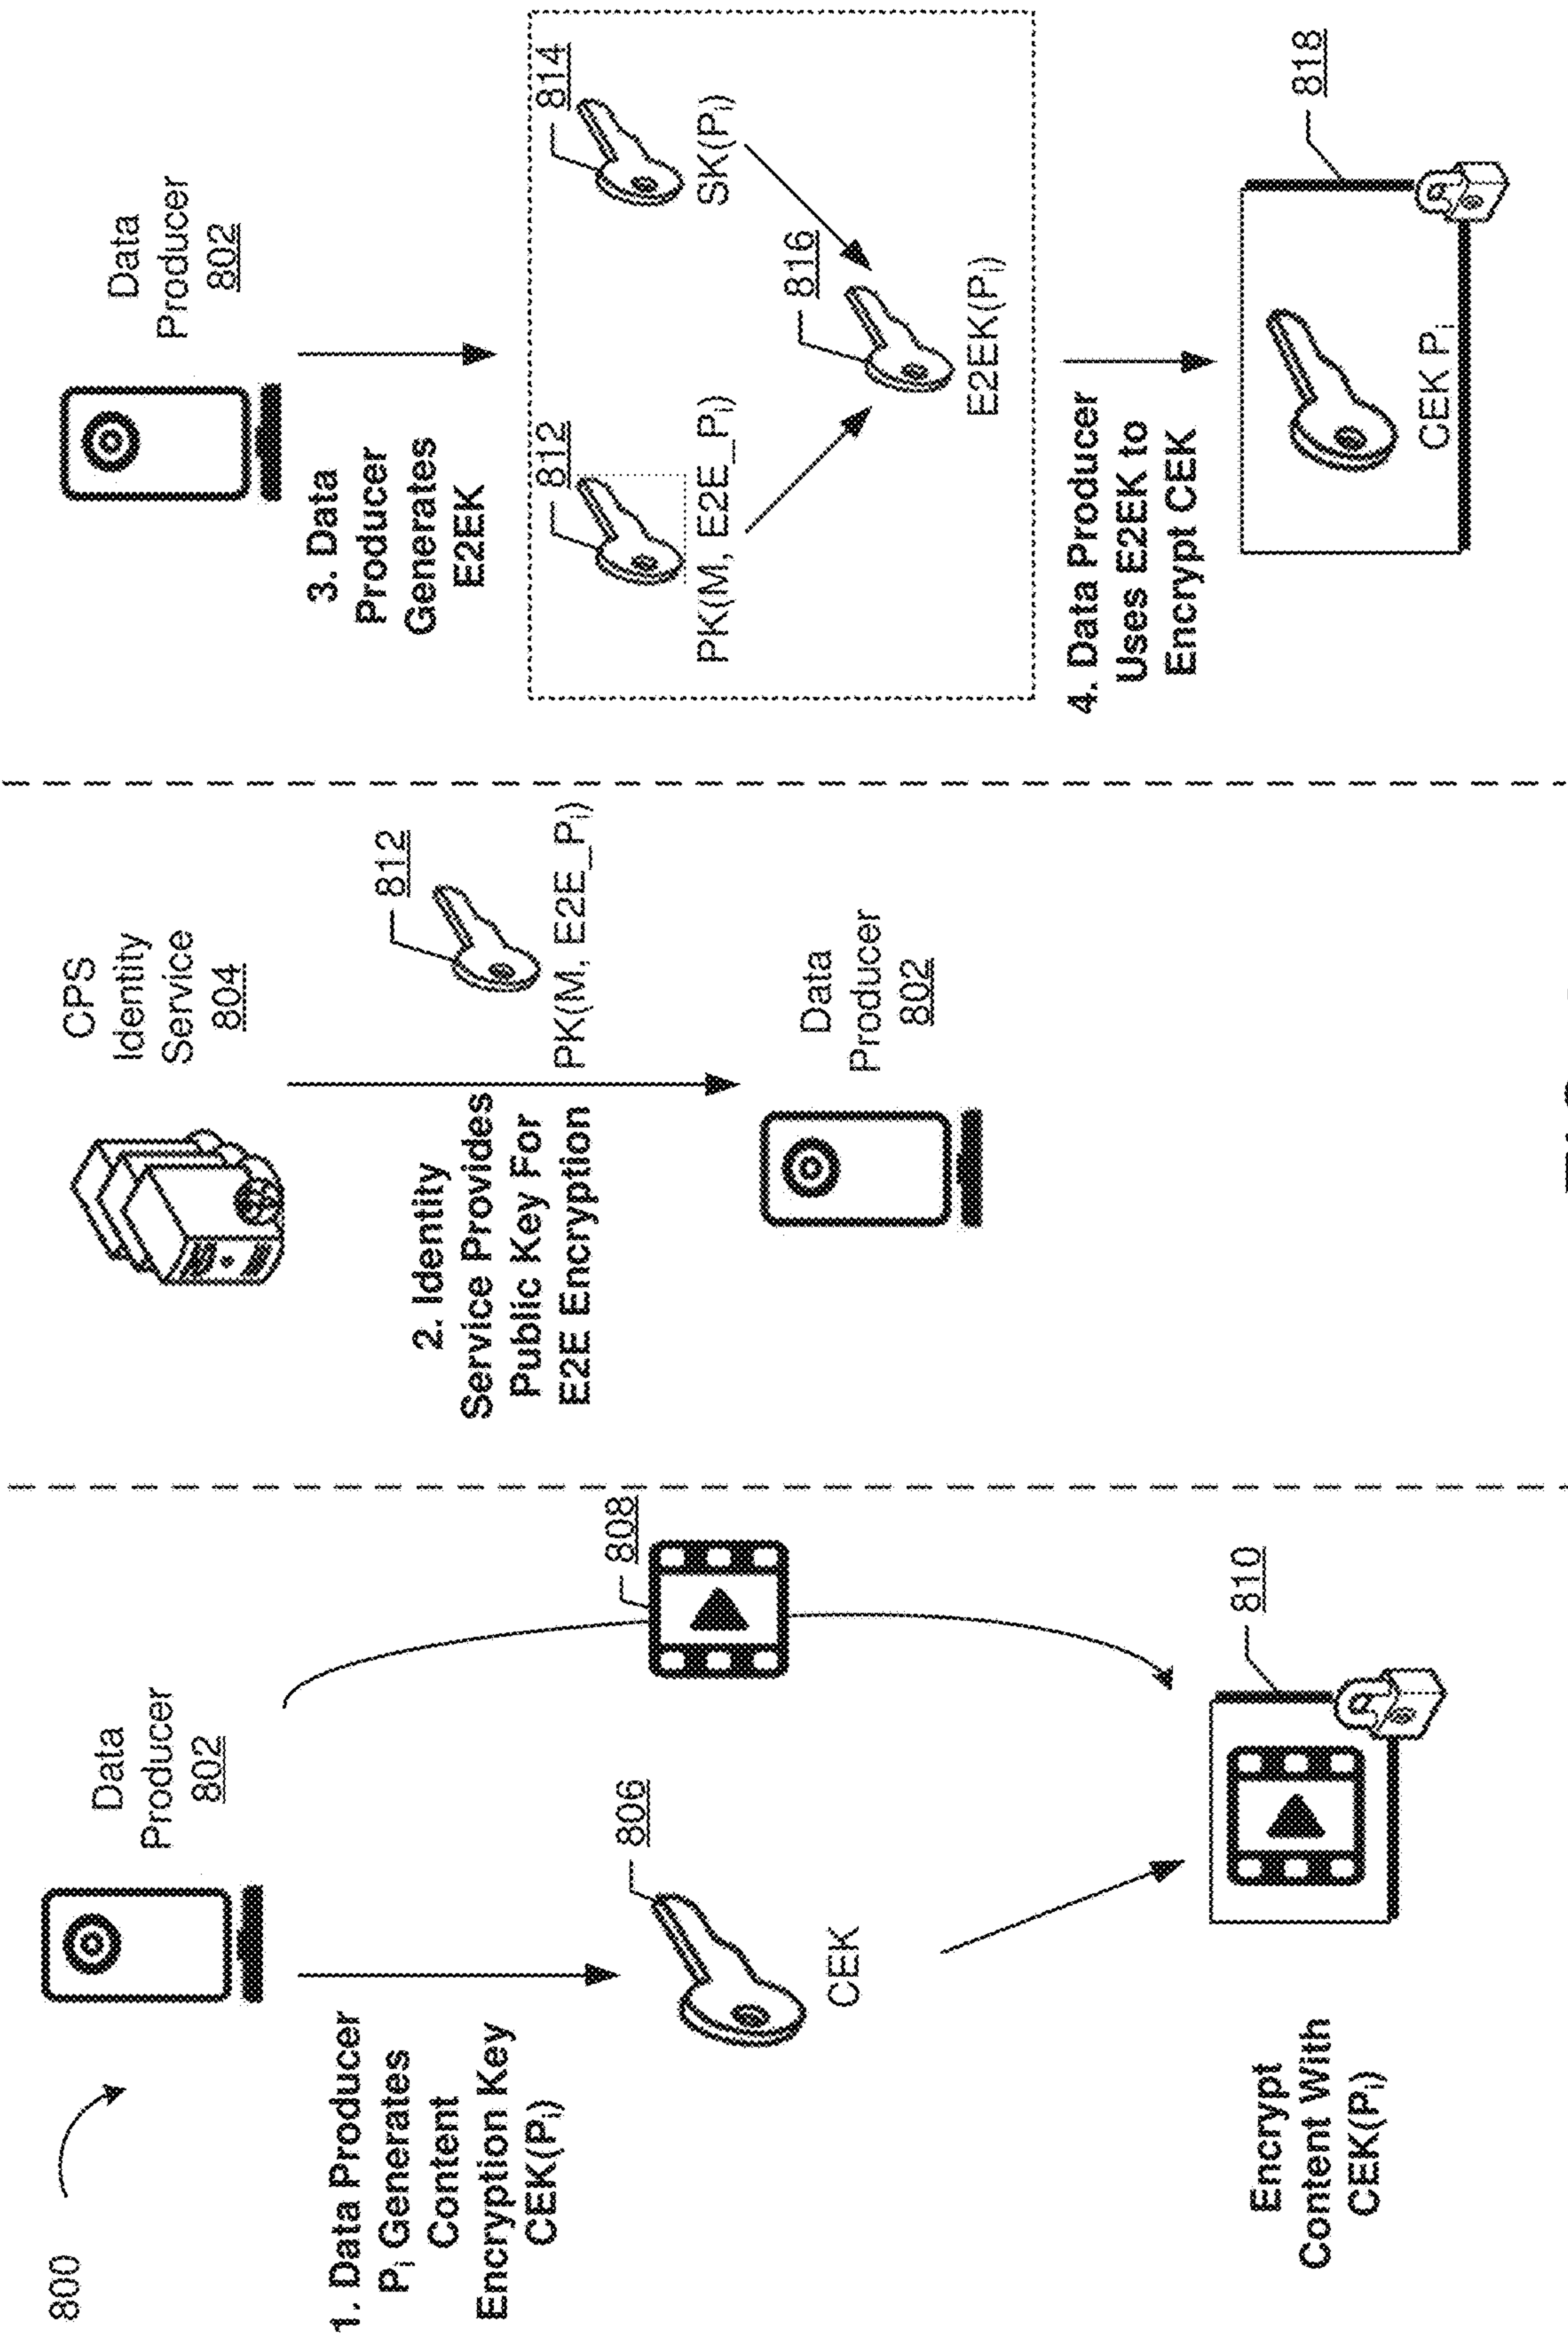 800
Data
Producer
802
1. Data Producer
Pi Generates
Content
Encryption Key
CEK(Pi)
806
808
CEK
810
Encrypt
Content With
CEK(Pi)
CPS
Identity
Service
804
2. Identity
Service Provides
Public Key For
E2E Encryption
812
PK(M, E2E_Pi)
Data
Producer
802
Data
Producer
802
3. Data
Producer
Generates
E2EK
812
814
PK(M, E2E_Pi)
SK(Pi)
816
E2EK(Pi)
4. Data Producer
Uses E2EK to
Encrypt CEK
818
CEK Pi